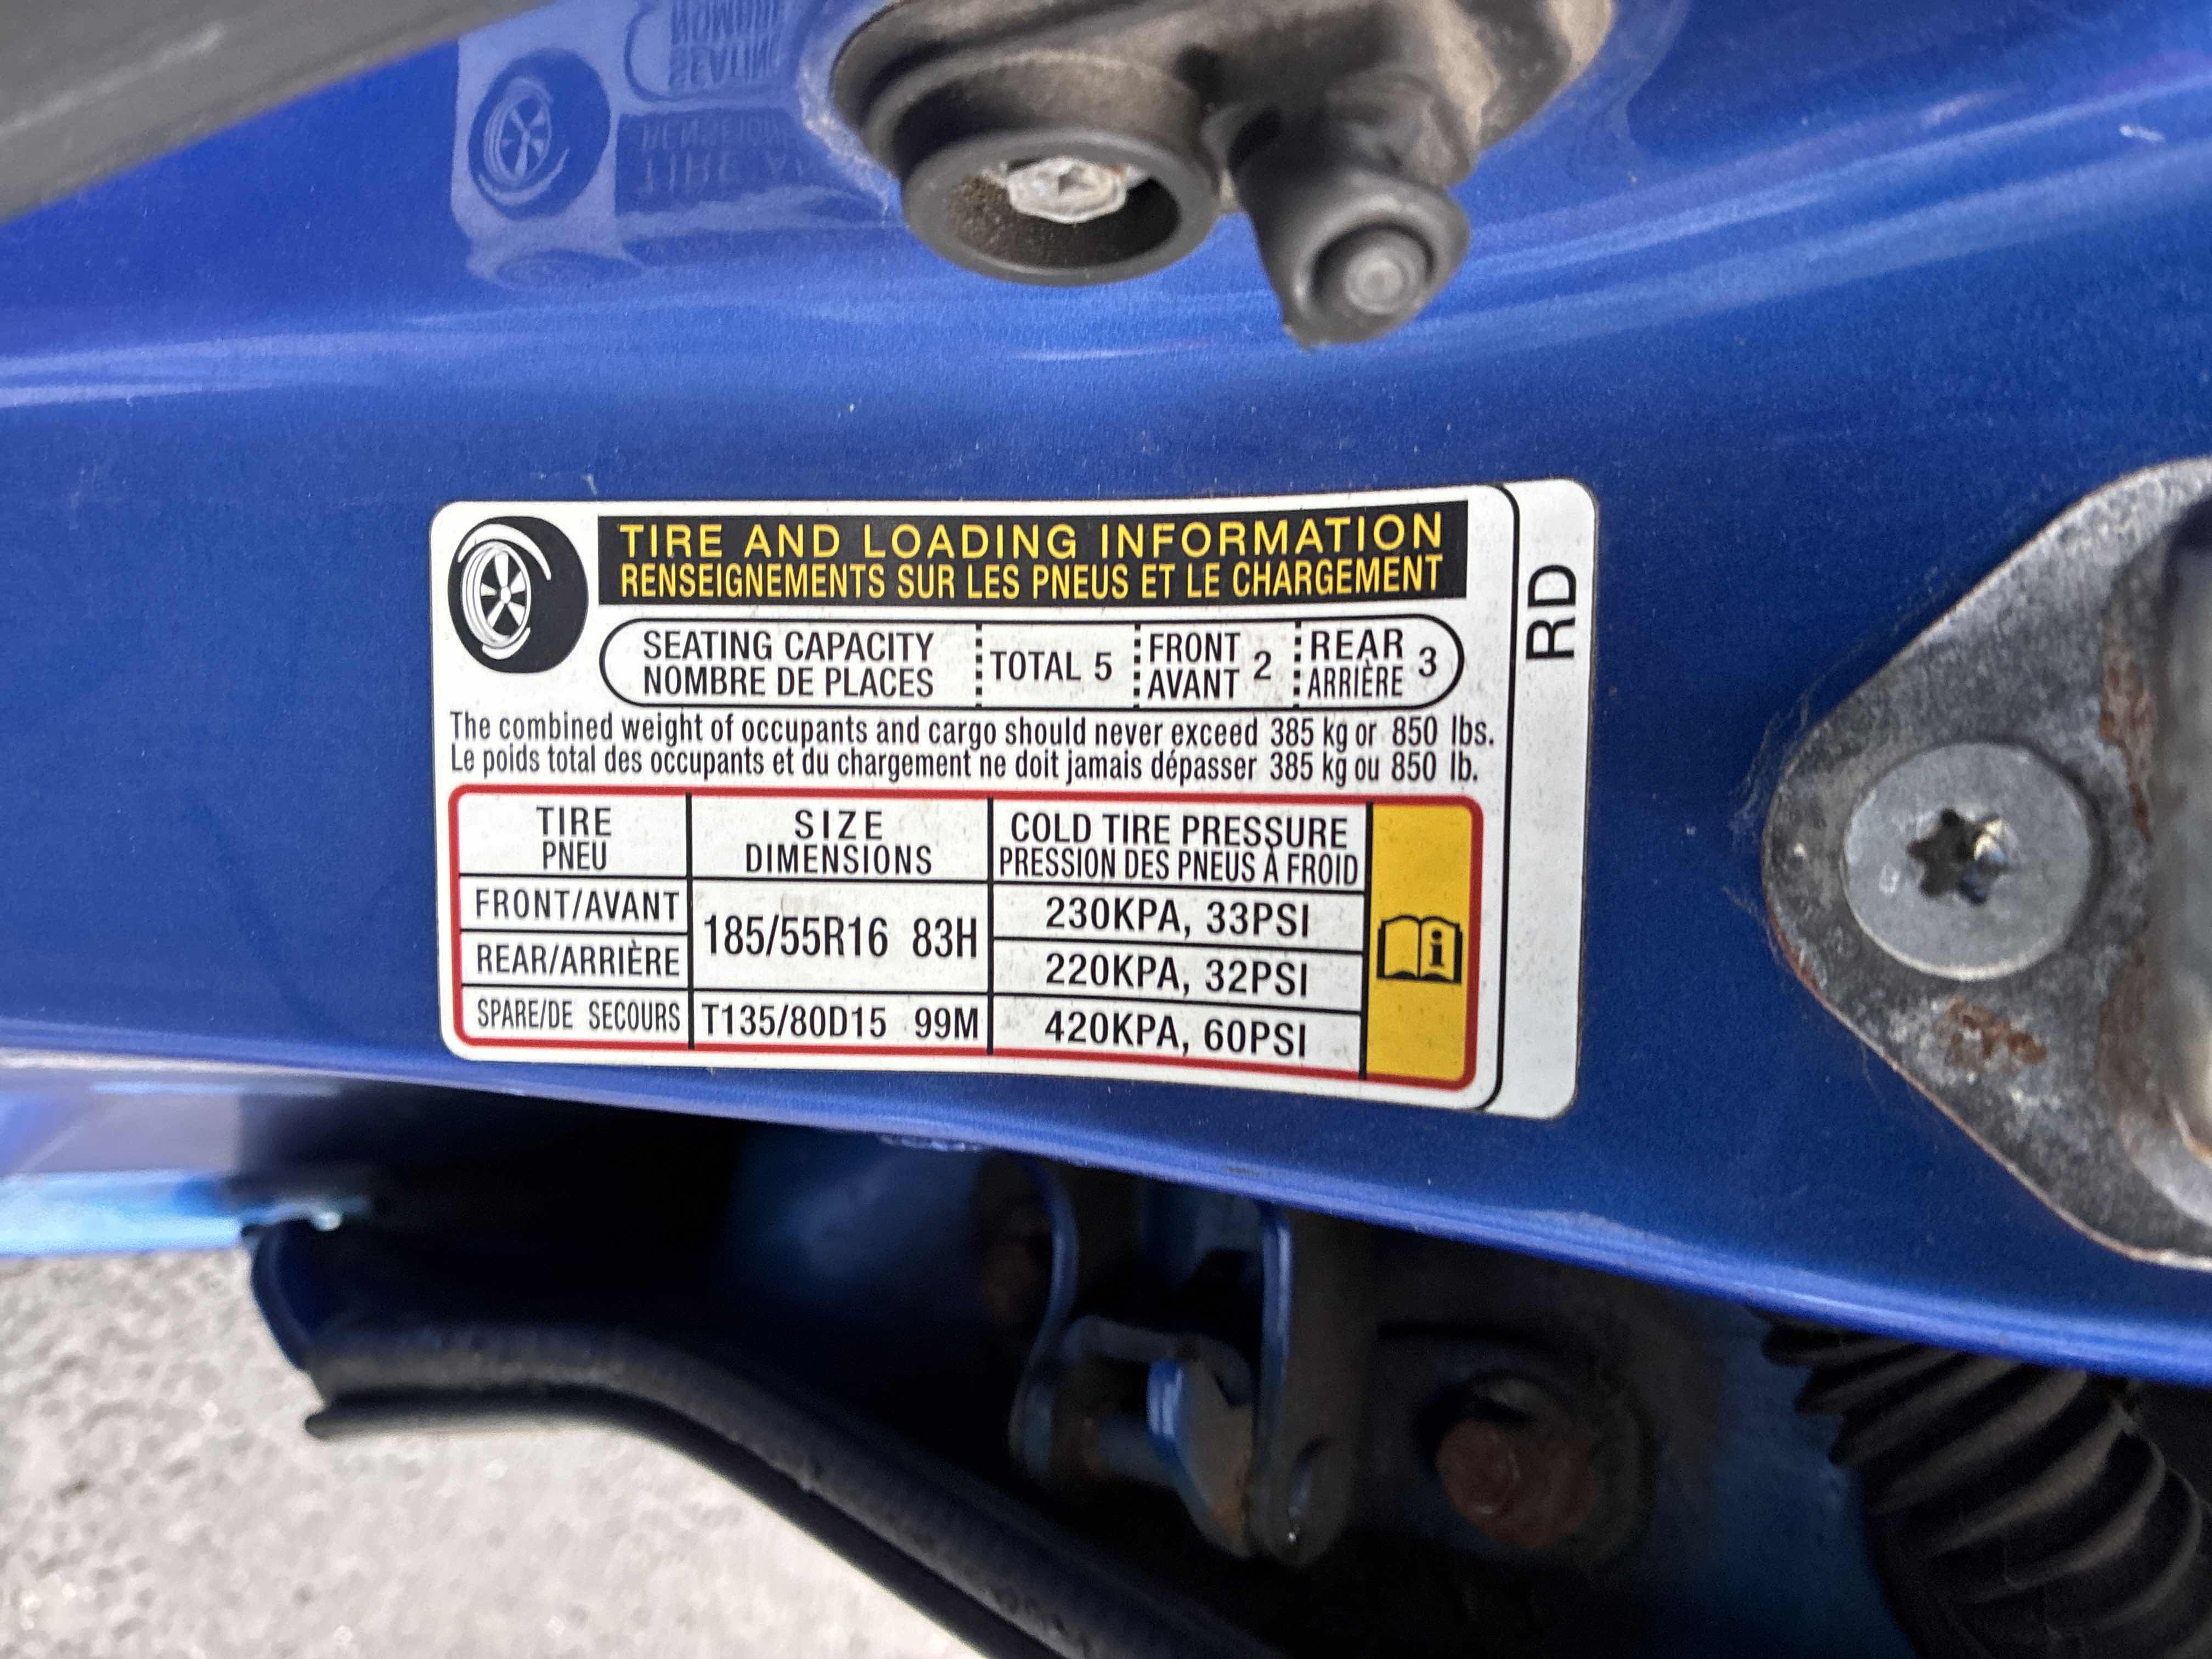 TIRE AND LOADING INFORMATION
RENSEIGNEMENTS SUR LES PNEUS ET LE CHARGEMENT
SEATING CAPACITY
NOMBRE DE PLACES
TOTAL 5
FRONT
AVANT 2
REAR
ARRIÈRE 3
The combined weight of occupants and cargo should never exceed 385 kg or 850 lbs.
Le poids total des occupants et du chargement ne doit jamais dépasser 385 kg ou 850 lb.
TIRE
PNEU
SIZE
DIMENSIONS
COLD TIRE PRESSURE
PRESSION DES PNEUS À FROID
FRONT/AVANT
185/55R16 83H
230KPA, 33PSI
REAR/ARRIÈRE
220KPA, 32PSI
SPARE/DE SECOURS
T135/80D15 99M
420KPA, 60PSI
RD